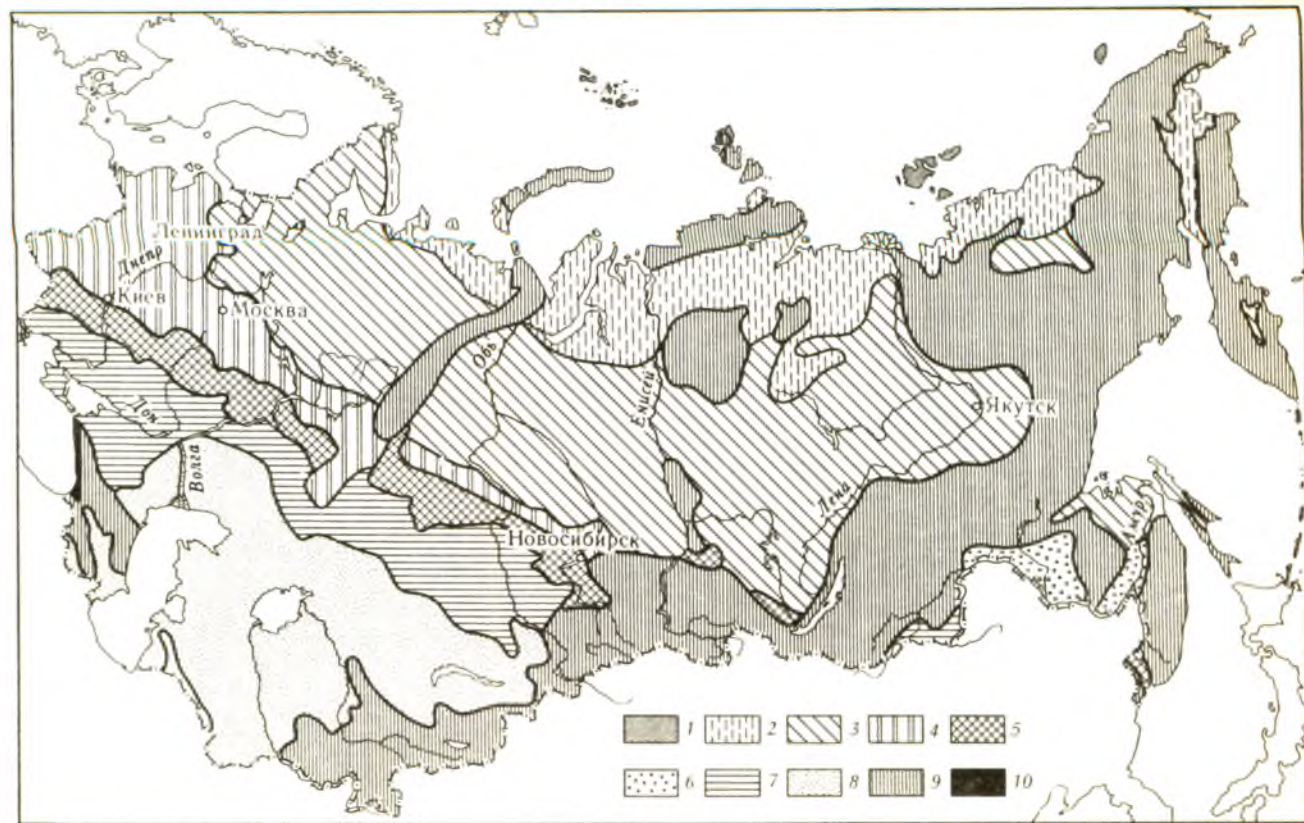 Ленинград
Днепр
Киев
Москва
Обь
Енисей
Якутск
Дон
Волга
Лена
Амур
Новосибирск
1 2 3 4 5
6 7 8 9 10